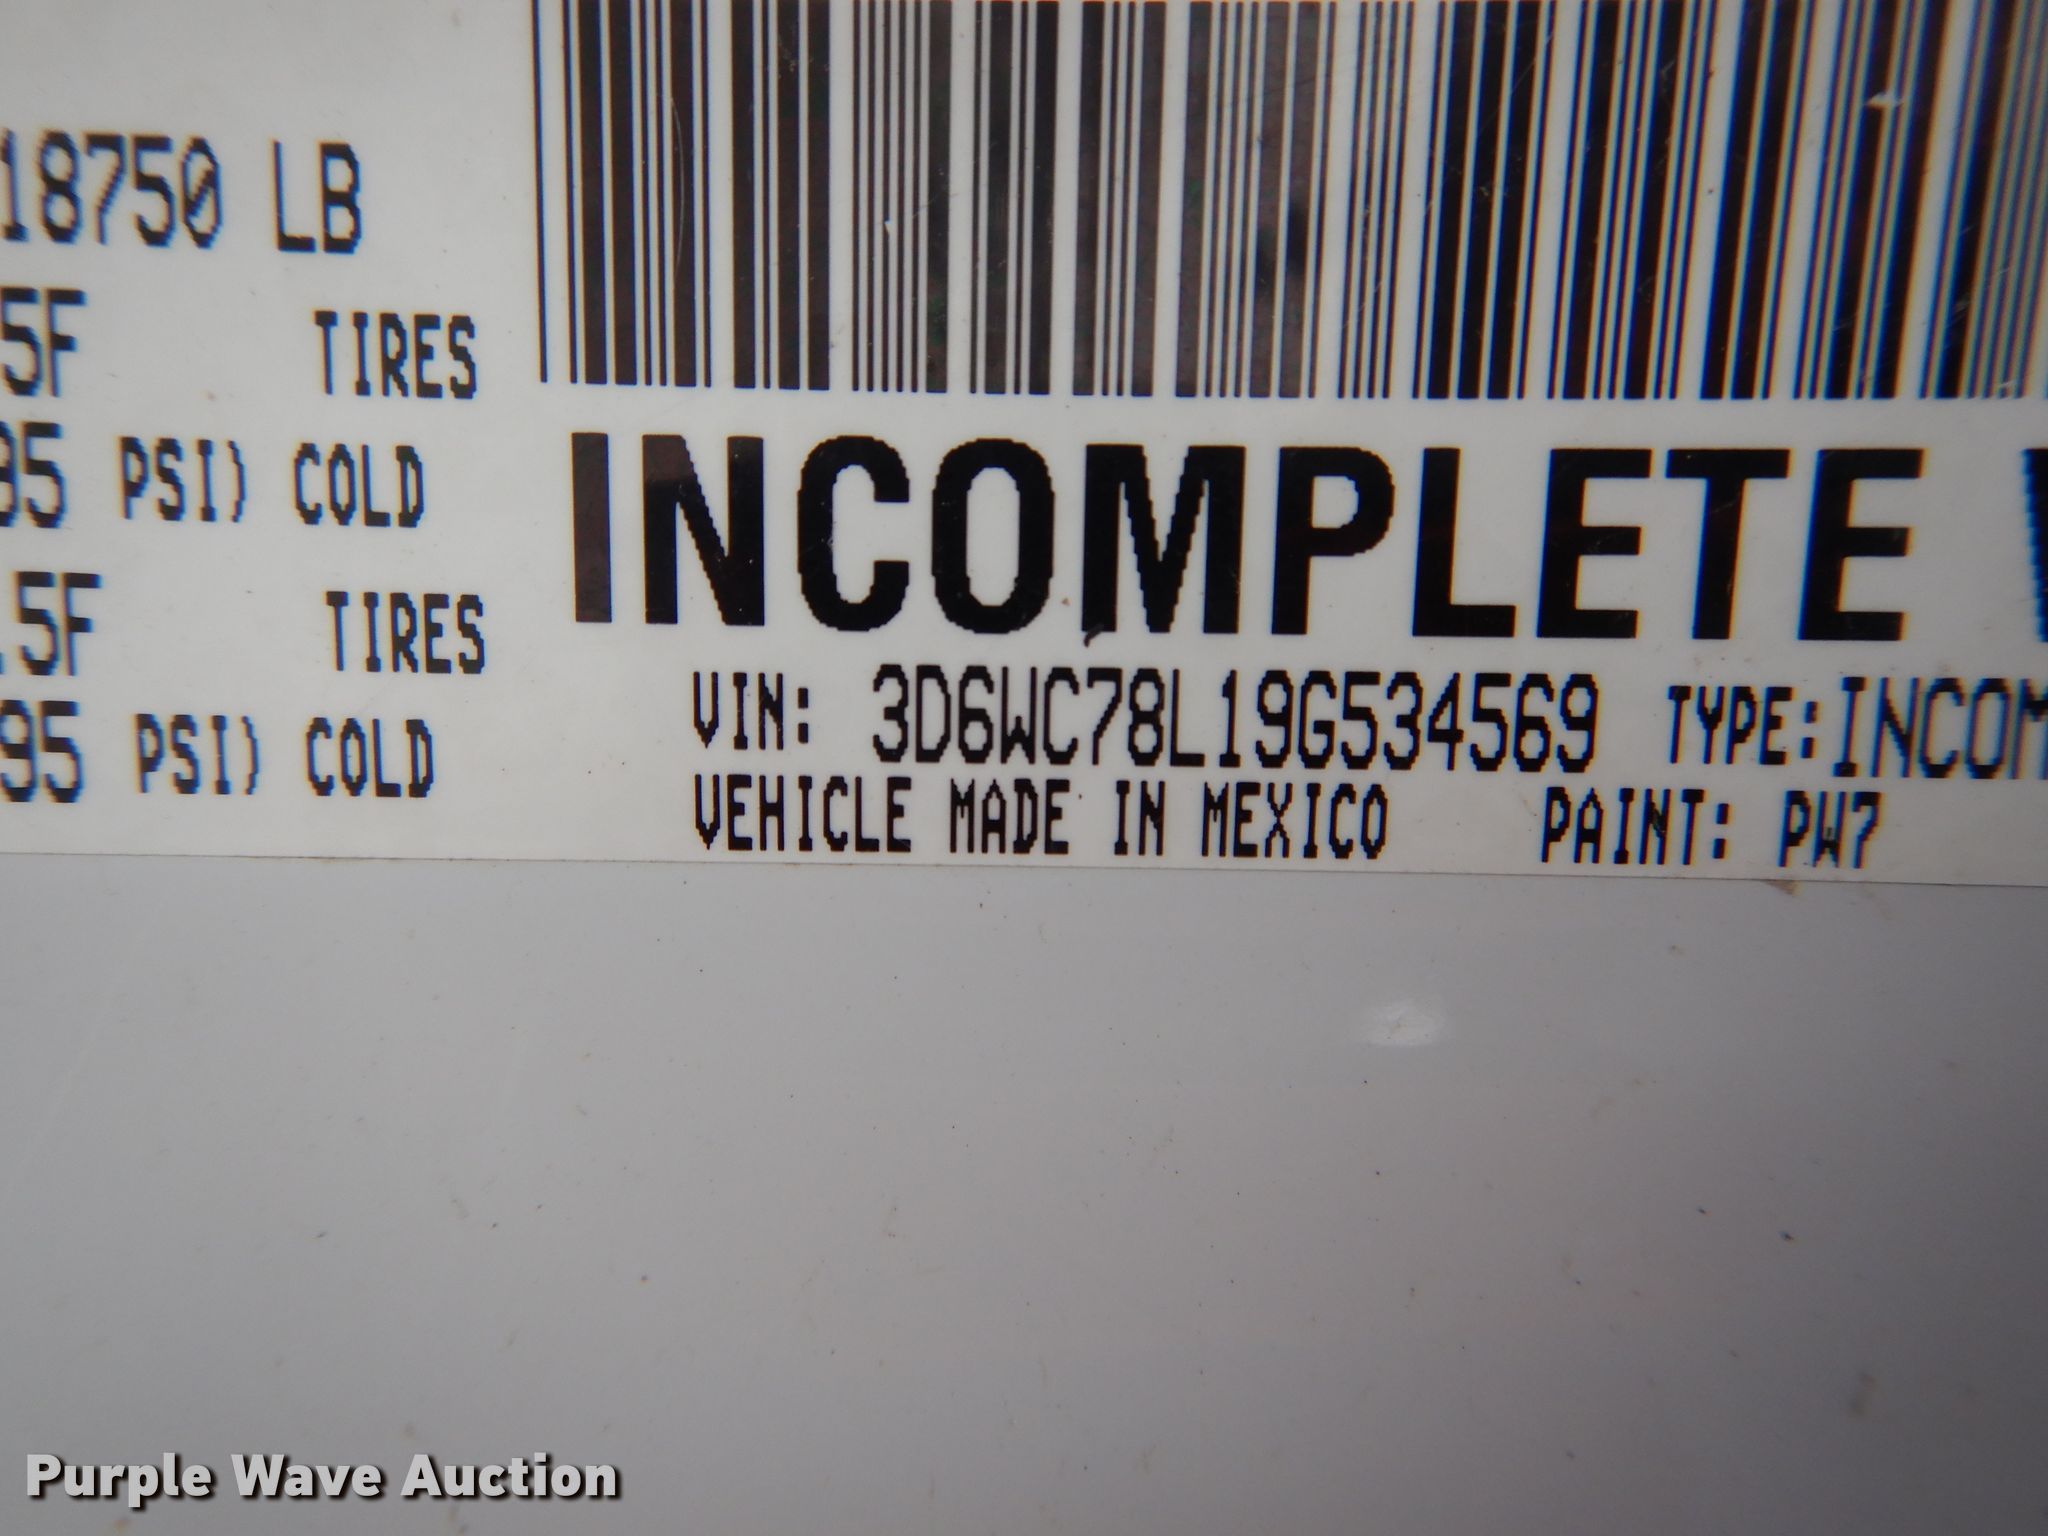 18750 LB
5F TIRES
95 PSI) COLD
.5F TIRES
95 PSI) COLD
INCOMPLETE
VIN: 3D6WC78L19G534569 TYPE: INCOM
VEHICLE MADE IN MEXICO PAINT: PW7
Purple Wave Auction